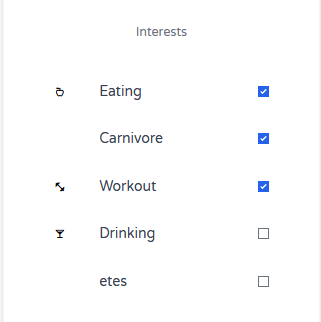 Interests
Eating
Carnivore
Workout
Drinking
etes